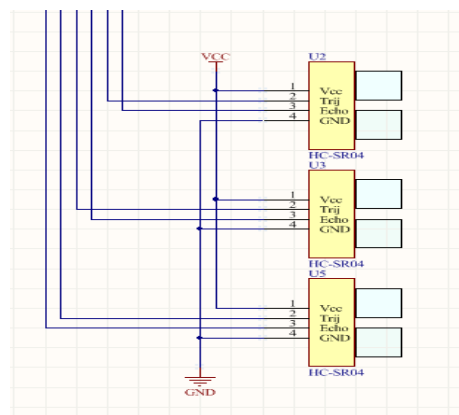 U2
VCC
1 Vcc
2 Trij
3 Echo
4 GND
HC-SR04
U3
1 Vcc
2 Trij
3 Echo
4 GND
HC-SR04
U5
1 Vcc
2 Trij
3 Echo
4 GND
HC-SR04
GND